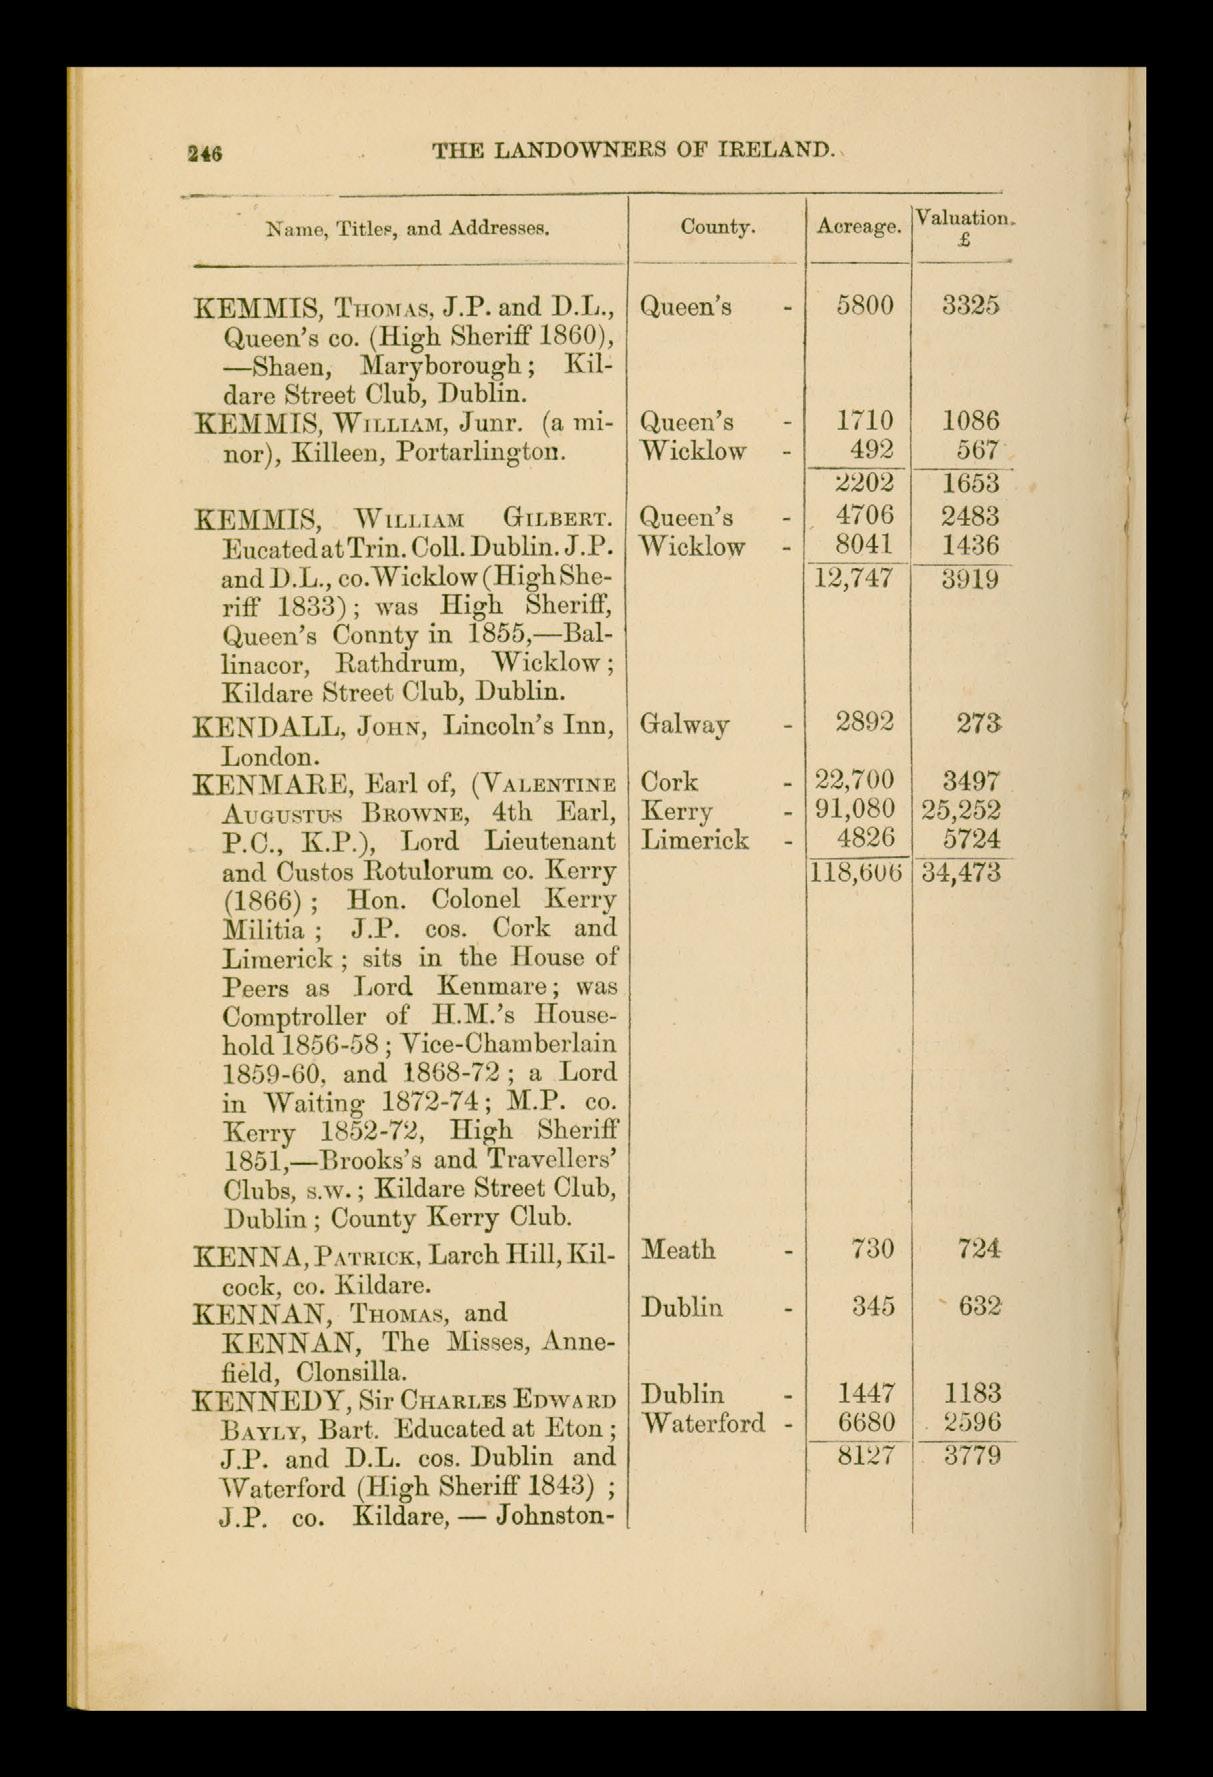 246 THE LANDOWNERS OF IRELAND.
Name, Titles, and Addresses. County. Acreage. Valuation.
£
KEMMIS, THOMAS, J.P. and D.L., Queen's - 5800 3325
Queen's co. (High Sheriff 1860),
—Shaen, Maryborough; Kil-
dare Street Club, Dublin.
KEMMIS, WILLIAM, Junr. (a mi- Queen's - 1710 1086
nor), Killeen, Portarlington. Wicklow - 492 567
2202 1653
KEMMIS, WILLIAM GILBERT. Queen's - 4706 2483
Eucated at Trin. Coll. Dublin. J.P. Wicklow - 8041 1436
and D.L., co. Wicklow (High She- 12,747 3919
riff 1833); was High Sheriff,
Queen's Connty in 1855,—Bal-
linacor, Rathdrum, Wicklow;
Kildare Street Club, Dublin.
KENDALL, JOHN, Lincoln's Inn, Galway - 2892 273
London.
KENMARE, Earl of, (VALENTINE Cork - 22,700 3497
AUGUSTUS BROWNE, 4th Earl, Kerry - 91,080 25,252
P.C., K.P.), Lord Lieutenant Limerick - 4826 5724
and Custos Rotulorum co. Kerry 118,606 34,473
(1866); Hon. Colonel Kerry
Militia; J.P. cos. Cork and
Limerick; sits in the House of
Peers as Lord Kenmare; was
Comptroller of H.M.'s House-
hold 1856-58; Vice-Chamberlain
1859-60, and 1868-72; a Lord
in Waiting 1872-74; M.P. co.
Kerry 1852-72, High Sheriff
1851,—Brooks's and Travellers'
Clubs, S.W.; Kildare Street Club,
Dublin; County Kerry Club.
KENNA, PATRICK, Larch Hill, Kil- Meath - 730 724
cock, co. Kildare.
KENNAN, THOMAS, and Dublin - 345 632
KENNAN, The Misses, Anne-
field, Clonsilla.
KENNEDY, Sir CHARLES EDWARD Dublin - 1447 1183
BAYLY, Bart. Educated at Eton; Waterford - 6680 2596
J.P. and D.L. cos. Dublin and 8127 3779
Waterford (High Sheriff 1843);
J.P. co. Kildare, — Johnston-